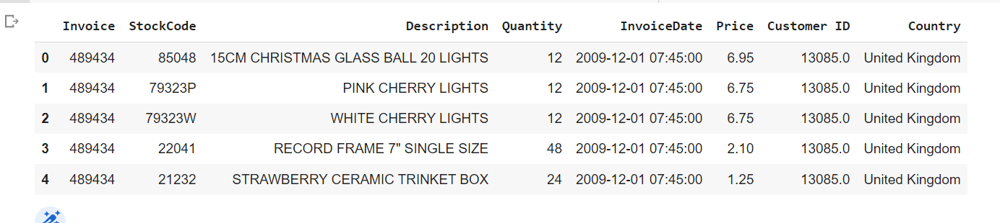 Invoice StockCode Description Quantity InvoiceDate Price Customer ID Country
0 489434 85048 15CM CHRISTMAS GLASS BALL 20 LIGHTS 12 2009-12-01 07:45:00 6.95 13085.0 United Kingdom
1 489434 79323P PINK CHERRY LIGHTS 12 2009-12-01 07:45:00 6.75 13085.0 United Kingdom
2 489434 79323W WHITE CHERRY LIGHTS 12 2009-12-01 07:45:00 6.75 13085.0 United Kingdom
3 489434 22041 RECORD FRAME 7" SINGLE SIZE 48 2009-12-01 07:45:00 2.10 13085.0 United Kingdom
4 489434 21232 STRAWBERRY CERAMIC TRINKET BOX 24 2009-12-01 07:45:00 1.25 13085.0 United Kingdom